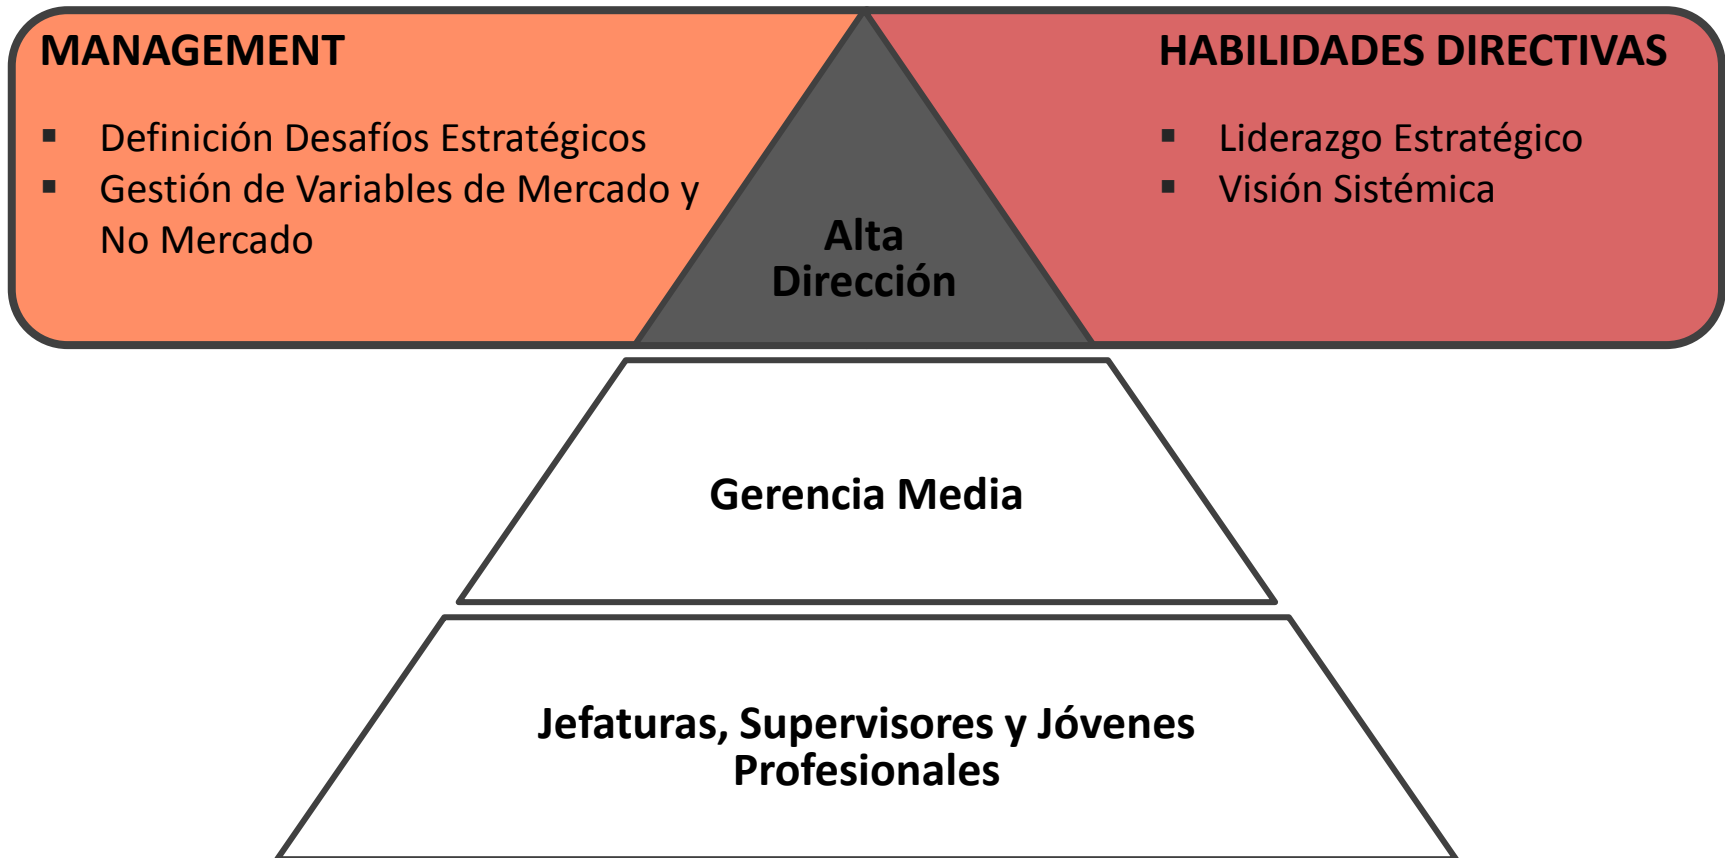 MANAGEMENT
▪ Definición Desafíos Estratégicos
▪ Gestión de Variables de Mercado y
No Mercado
Alta
Dirección
HABILIDADES DIRECTIVAS
▪ Liderazgo Estratégico
▪ Visión Sistémica
Gerencia Media
Jefaturas, Supervisores y Jóvenes
Profesionales